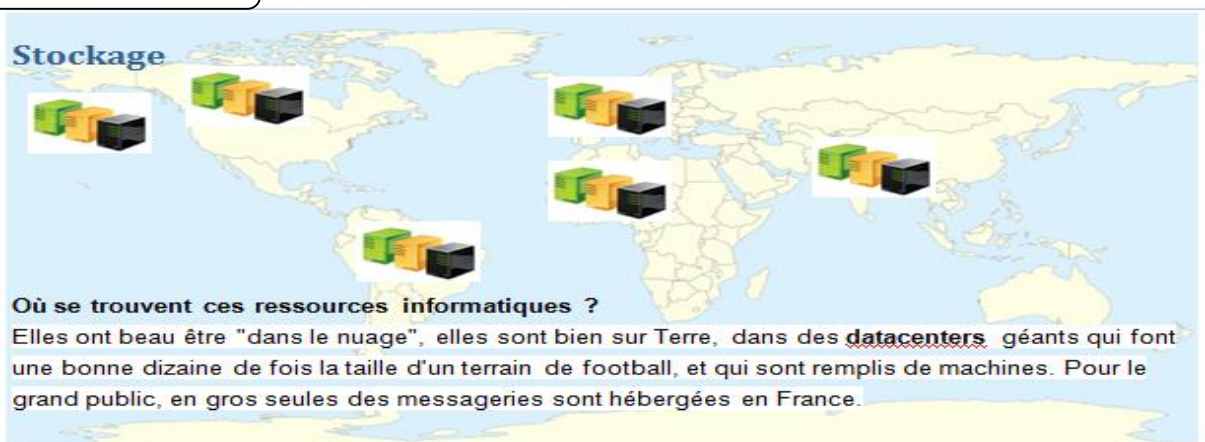 Stockage
Où se trouvent ces ressources informatiques ?
Elles ont beau être "dans le nuage", elles sont bien sur Terre, dans des datacenters géants qui font
une bonne dizaine de fois la taille d'un terrain de football, et qui sont remplis de machines. Pour le
grand public, en gros seules des messageries sont hébergées en France.